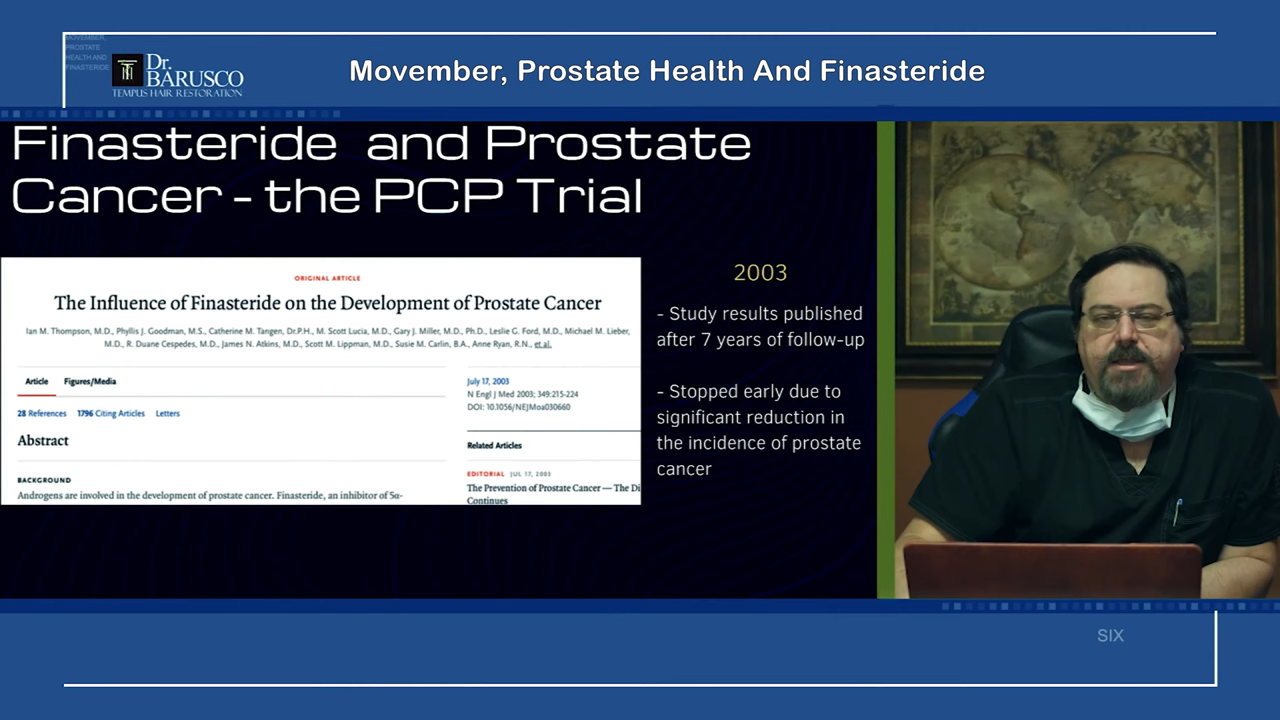 MOVEMBER,
PROSTATE
HEALTH AND
FINASTERIDE
Dr.
BARUSCO
TEMPUS HAIR RESTORATION
Movember, Prostate Health And Finasteride
Finasteride and Prostate
Cancer - the PCP Trial
ORIGINAL ARTICLE
The Influence of Finasteride on the Development of Prostate Cancer
Ian M. Thompson, M.D., Phyllis J. Goodman, M.S., Catherine M. Tangen, Dr.P.H., M. Scott Lucia, M.D., Gary J. Miller, M.D., Ph.D., Leslie G. Ford, M.D., Michael M. Lieber,
M.D., R. Duane Cespedes, M.D., James N. Atkins, M.D., Scott M. Lippman, M.D., Susie M. Carlin, B.A., Anne Ryan, R.N., et al.
Article Figures/Media
28 References 1796 Citing Articles Letters
Abstract
BACKGROUND
Androgens are involved in the development of prostate cancer. Finasteride, an inhibitor of 5α-
July 17, 2003
N Engl J Med 2003; 349:215-224
DOI: 10.1056/NEJMoa030660
Related Articles
EDITORIAL JUL 17, 2003
The Prevention of Prostate Cancer — The Di
Continues
2003
- Study results published
after 7 years of follow-up
- Stopped early due to
significant reduction in
the incidence of prostate
cancer
SIX